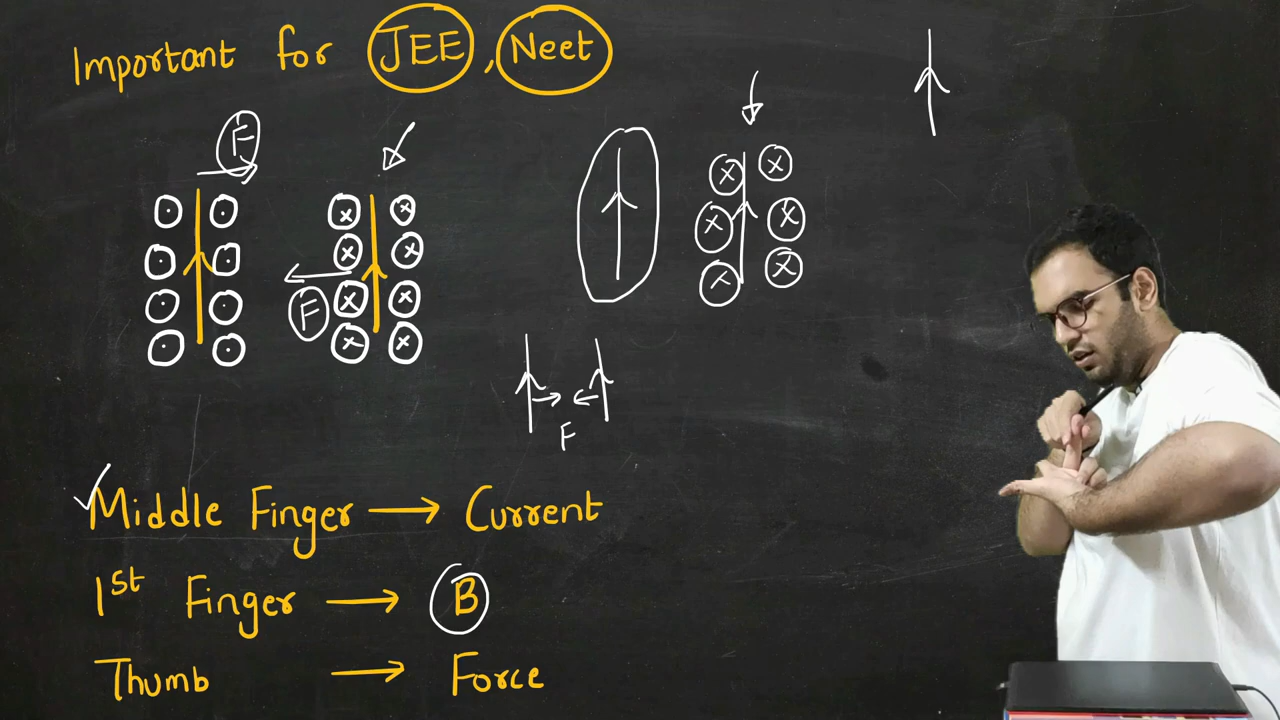 Important for JEE, Neet
F
F
F
Middle Finger → Current
1st Finger → B
Thumb → Force